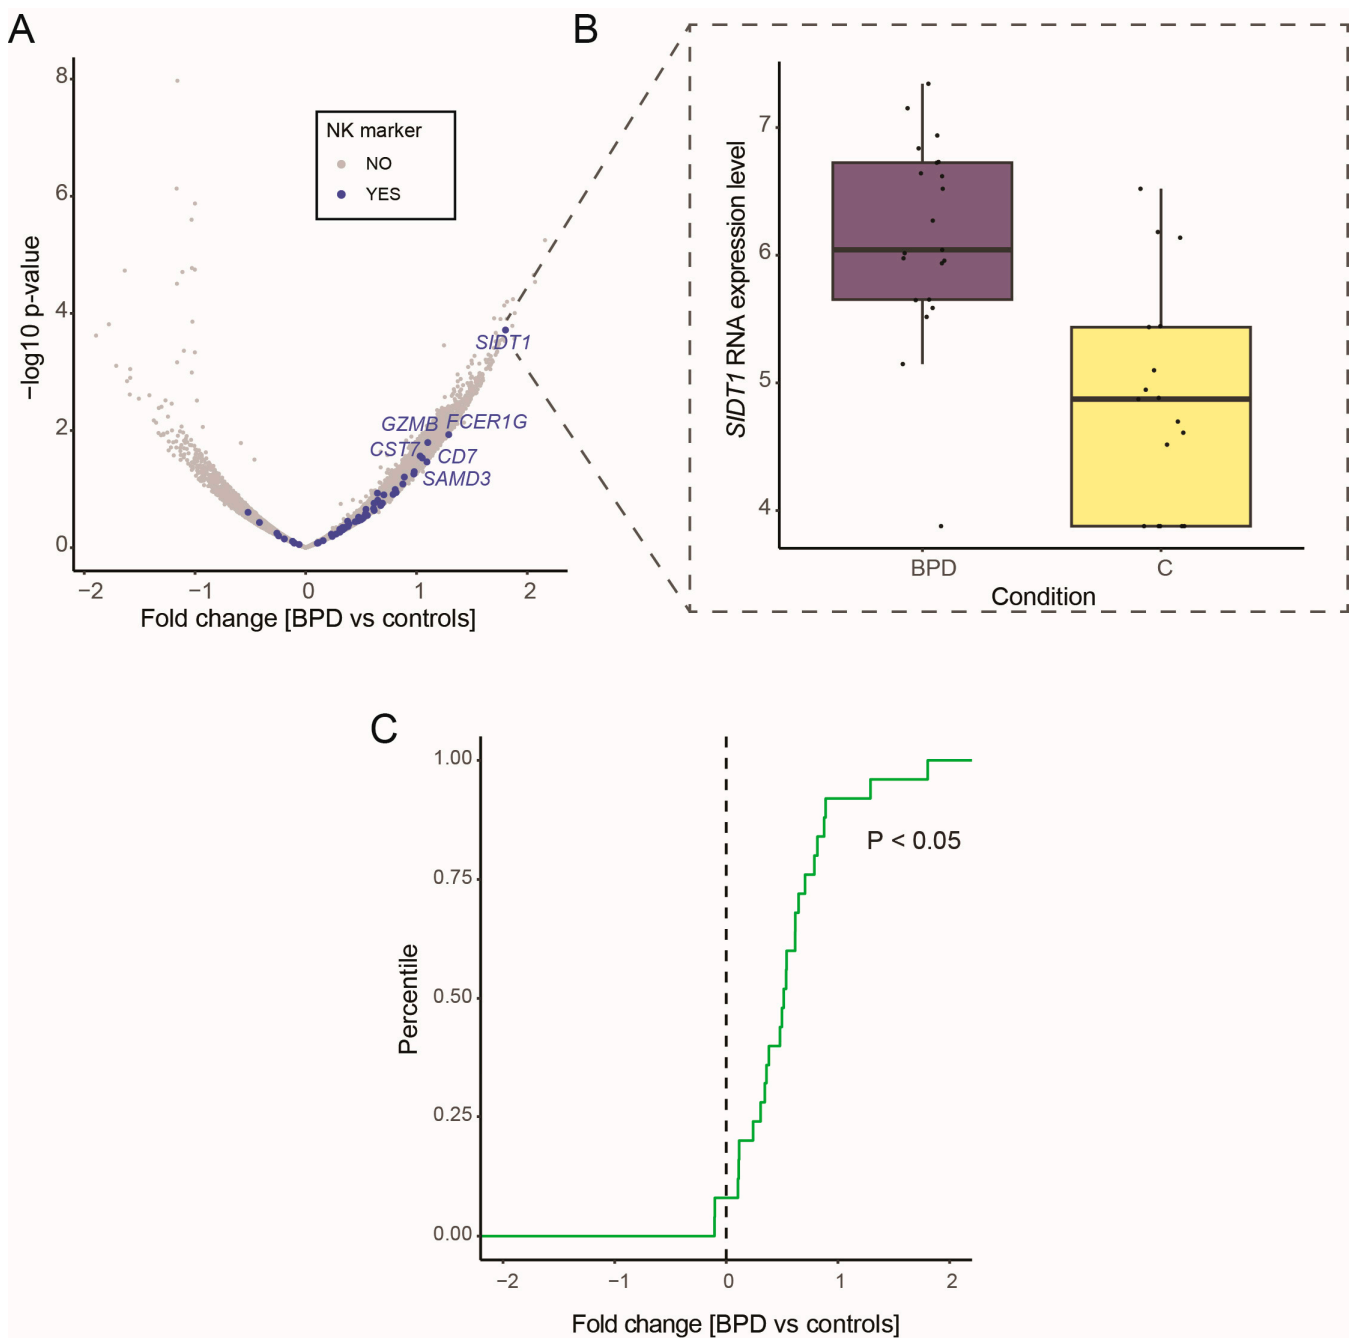 A
8
6
4
2
0
−log10 p-value
NK marker
NO
YES
SIDT1
GZMB
FCER1G
CST7
CD7
SAMD3
−2
−1
0
1
2
Fold change [BPD vs controls]
B
7
6
5
4
SIDT1 RNA expression level
BPD
C
Condition
C
1.00
0.75
0.50
0.25
0.00
Percentile
P < 0.05
−2
−1
0
1
2
Fold change [BPD vs controls]